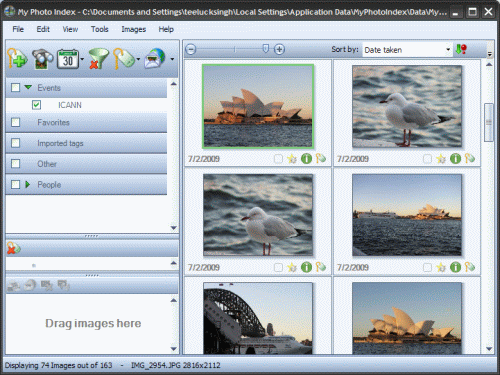 My Photo Index - C:\Documents and Settings\teelucksingh\Local Settings\Application Data\MyPhotoIndex\Data\My...
File Edit View Tools Images Help
30
Sort by: Date taken
Events
ICANN
Favorites
Imported tags
Other
People
7/2/2009
7/2/2009
7/2/2009
7/2/2009
Drag images here
Displaying 74 Images out of 163 - IMG_2954.JPG 2816x2112